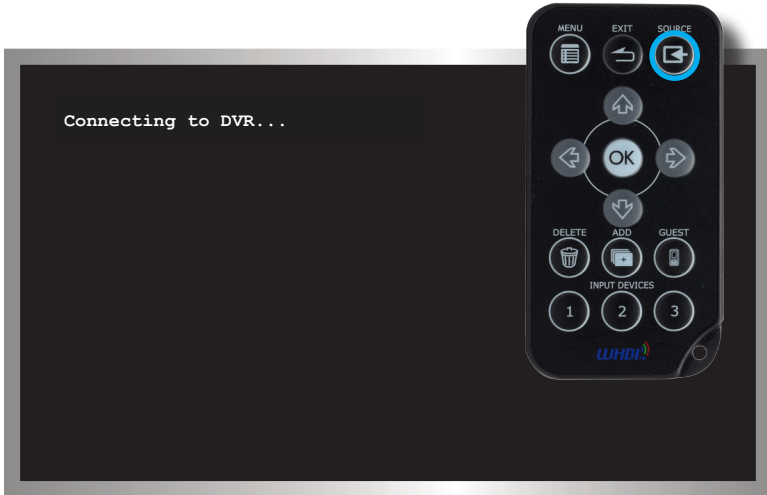 MENU EXIT SOURCE
Connecting to DVR...
OK
DELETE ADD GUEST
INPUT DEVICES
1 2 3
WHDI